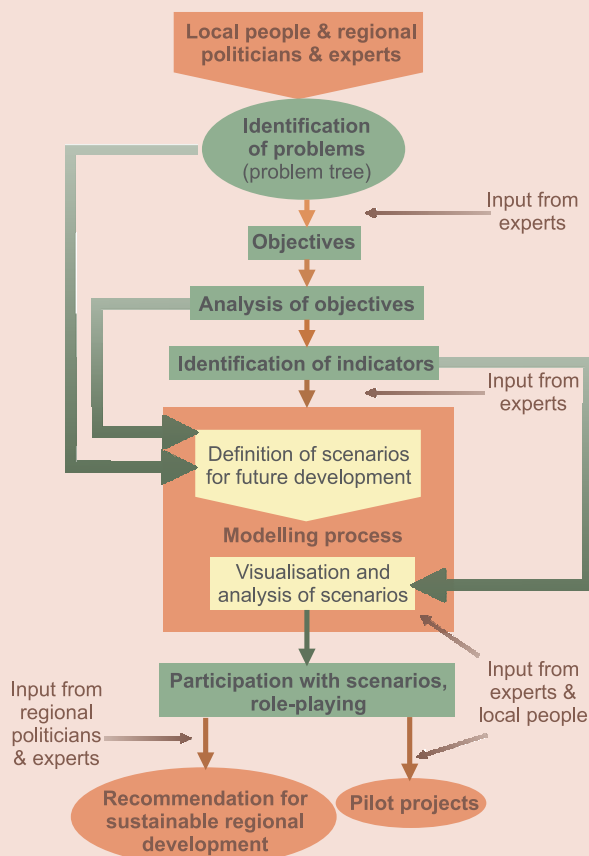 Local people & regional
politicians & experts
Identification
of problems
(problem tree)
Input from
experts
Objectives
Analysis of objectives
Identification of indicators
Input from
experts
Definition of scenarios
for future development
Modelling process
Visualisation and
analysis of scenarios
Participation with scenarios,
role-playing
Input from
experts &
local people
Input from
regional
politicians
& experts
Recommendation for
sustainable regional
development
Pilot projects